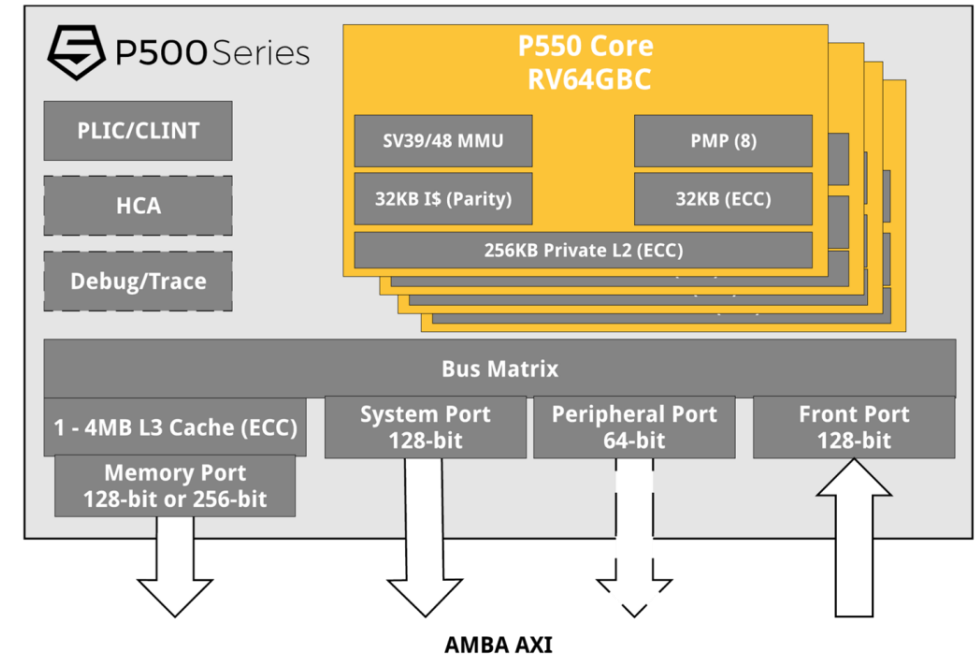 P500 Series
P550 Core
RV64GBC
PLIC/CLINT
SV39/48 MMU
PMP (8)
HCA
32KB I$ (Parity)
32KB (ECC)
256KB Private L2 (ECC)
Debug/Trace
Bus Matrix
1 - 4MB L3 Cache (ECC)
System Port
128-bit
Peripheral Port
64-bit
Front Port
128-bit
Memory Port
128-bit or 256-bit
AMBA AXI